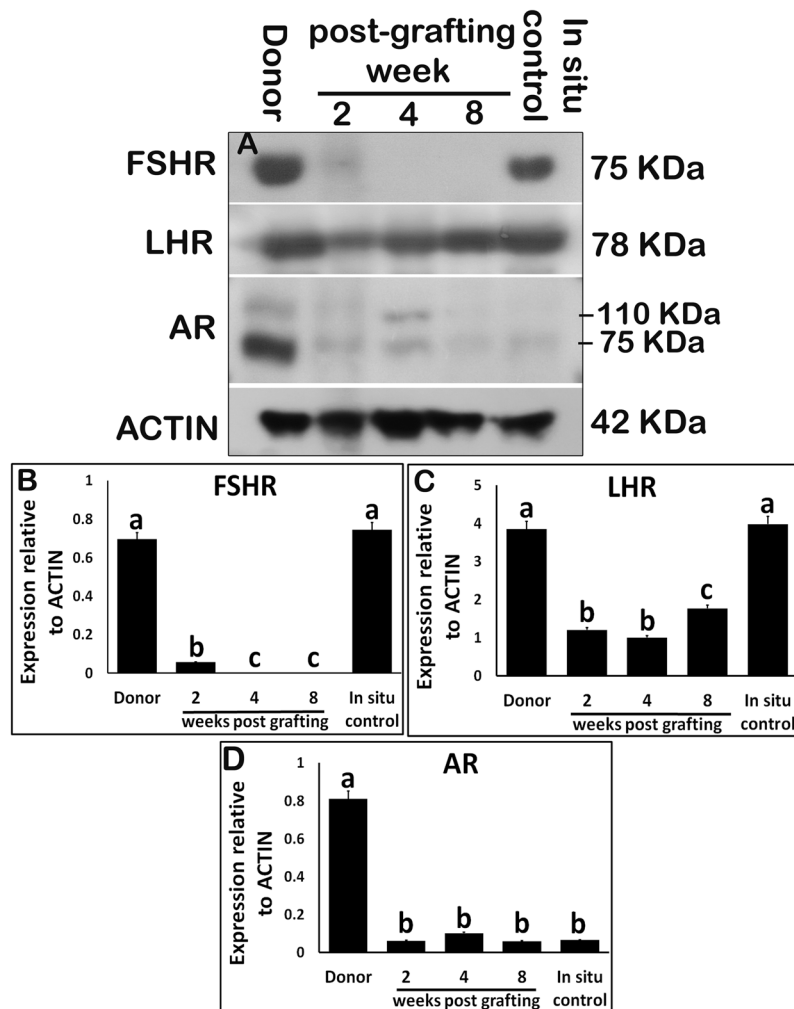 Donor
post-grafting
week
2 4 8
In situ
control
A
FSHR
75 KDa
LHR
78 KDa
AR
110 KDa
75 KDa
ACTIN
42 KDa
B
FSHR
Expression relative
to ACTIN
1
0.8
0.6
0.4
0.2
0
a
b
c
c
a
Donor
2 4 8
weeks post grafting
In situ
control
C
LHR
Expression relative
to ACTIN
5
4
3
2
1
0
a
b
b
c
a
Donor
2 4 8
weeks post grafting
In situ
control
D
AR
Expression relative
to ACTIN
1
0.8
0.6
0.4
0.2
0
a
b
b
b
b
Donor
2 4 8
weeks post grafting
In situ
control